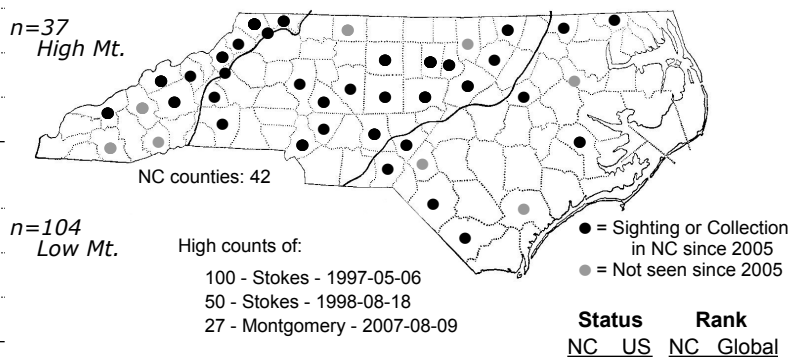 n=37
High Mt.
NC counties: 42
n=104
Low Mt.
High counts of:
100 - Stokes - 1997-05-06
50 - Stokes - 1998-08-18
27 - Montgomery - 2007-08-09
● = Sighting or Collection
in NC since 2005
● = Not seen since 2005
Status Rank
NC US NC Global